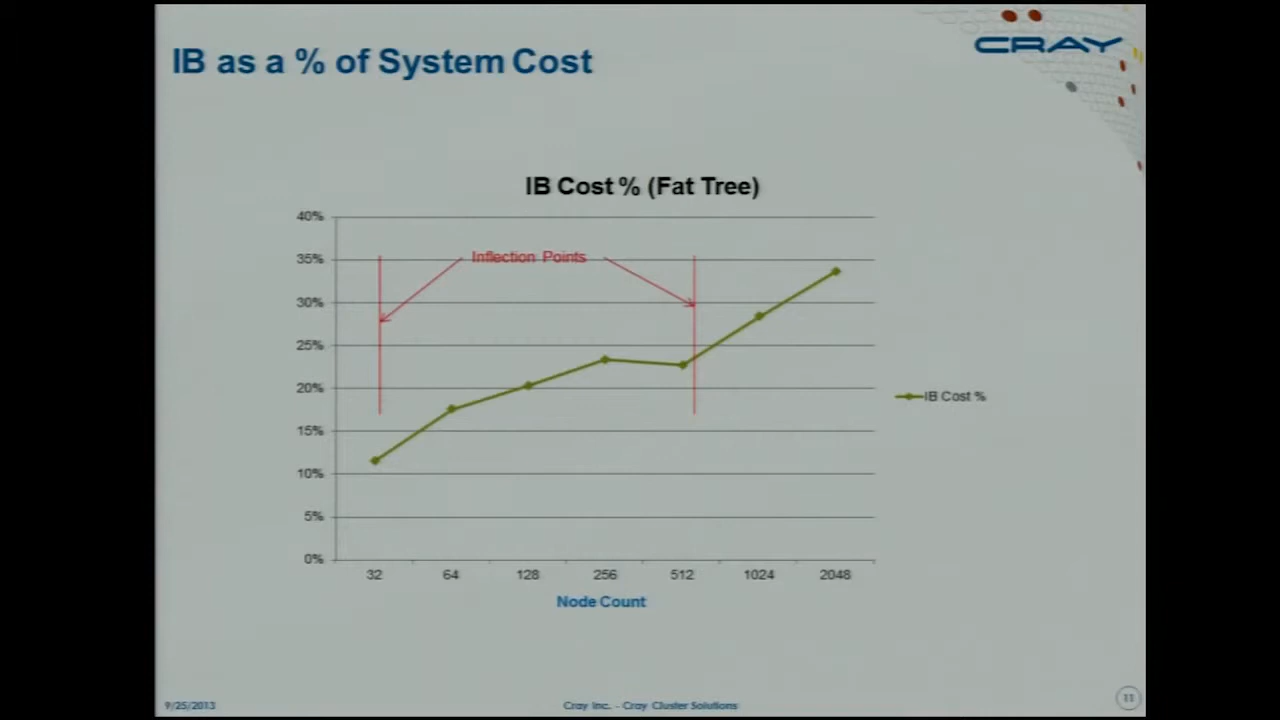 IB as a % of System Cost
CRAY
IB Cost % (Fat Tree)
40%
35%
30%
25%
20%
15%
10%
5%
0%
Inflection Points
IB Cost %
32 64 128 256 512 1024 2048
Node Count
9/25/2013
Cray Inc. - Cray Cluster Solutions
11